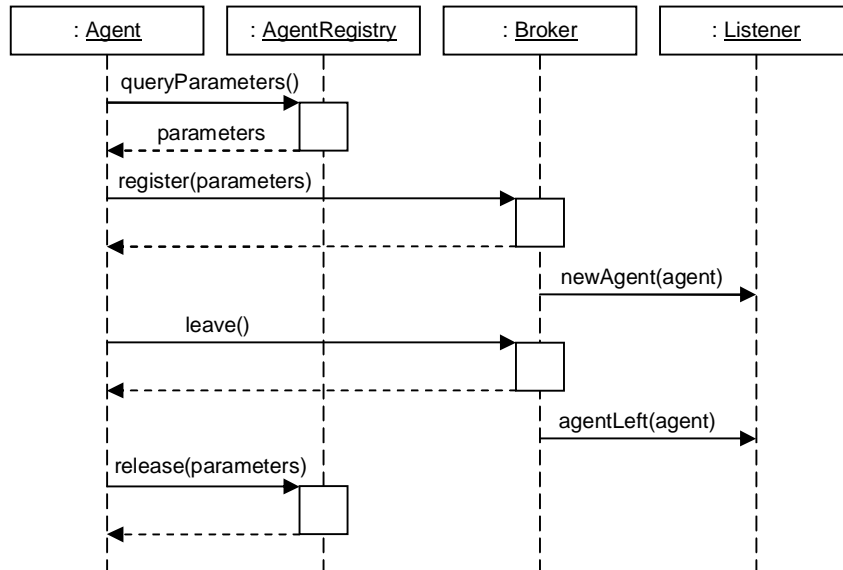 : Agent
: AgentRegistry
: Broker
: Listener
queryParameters()
parameters
register(parameters)
newAgent(agent)
leave()
agentLeft(agent)
release(parameters)